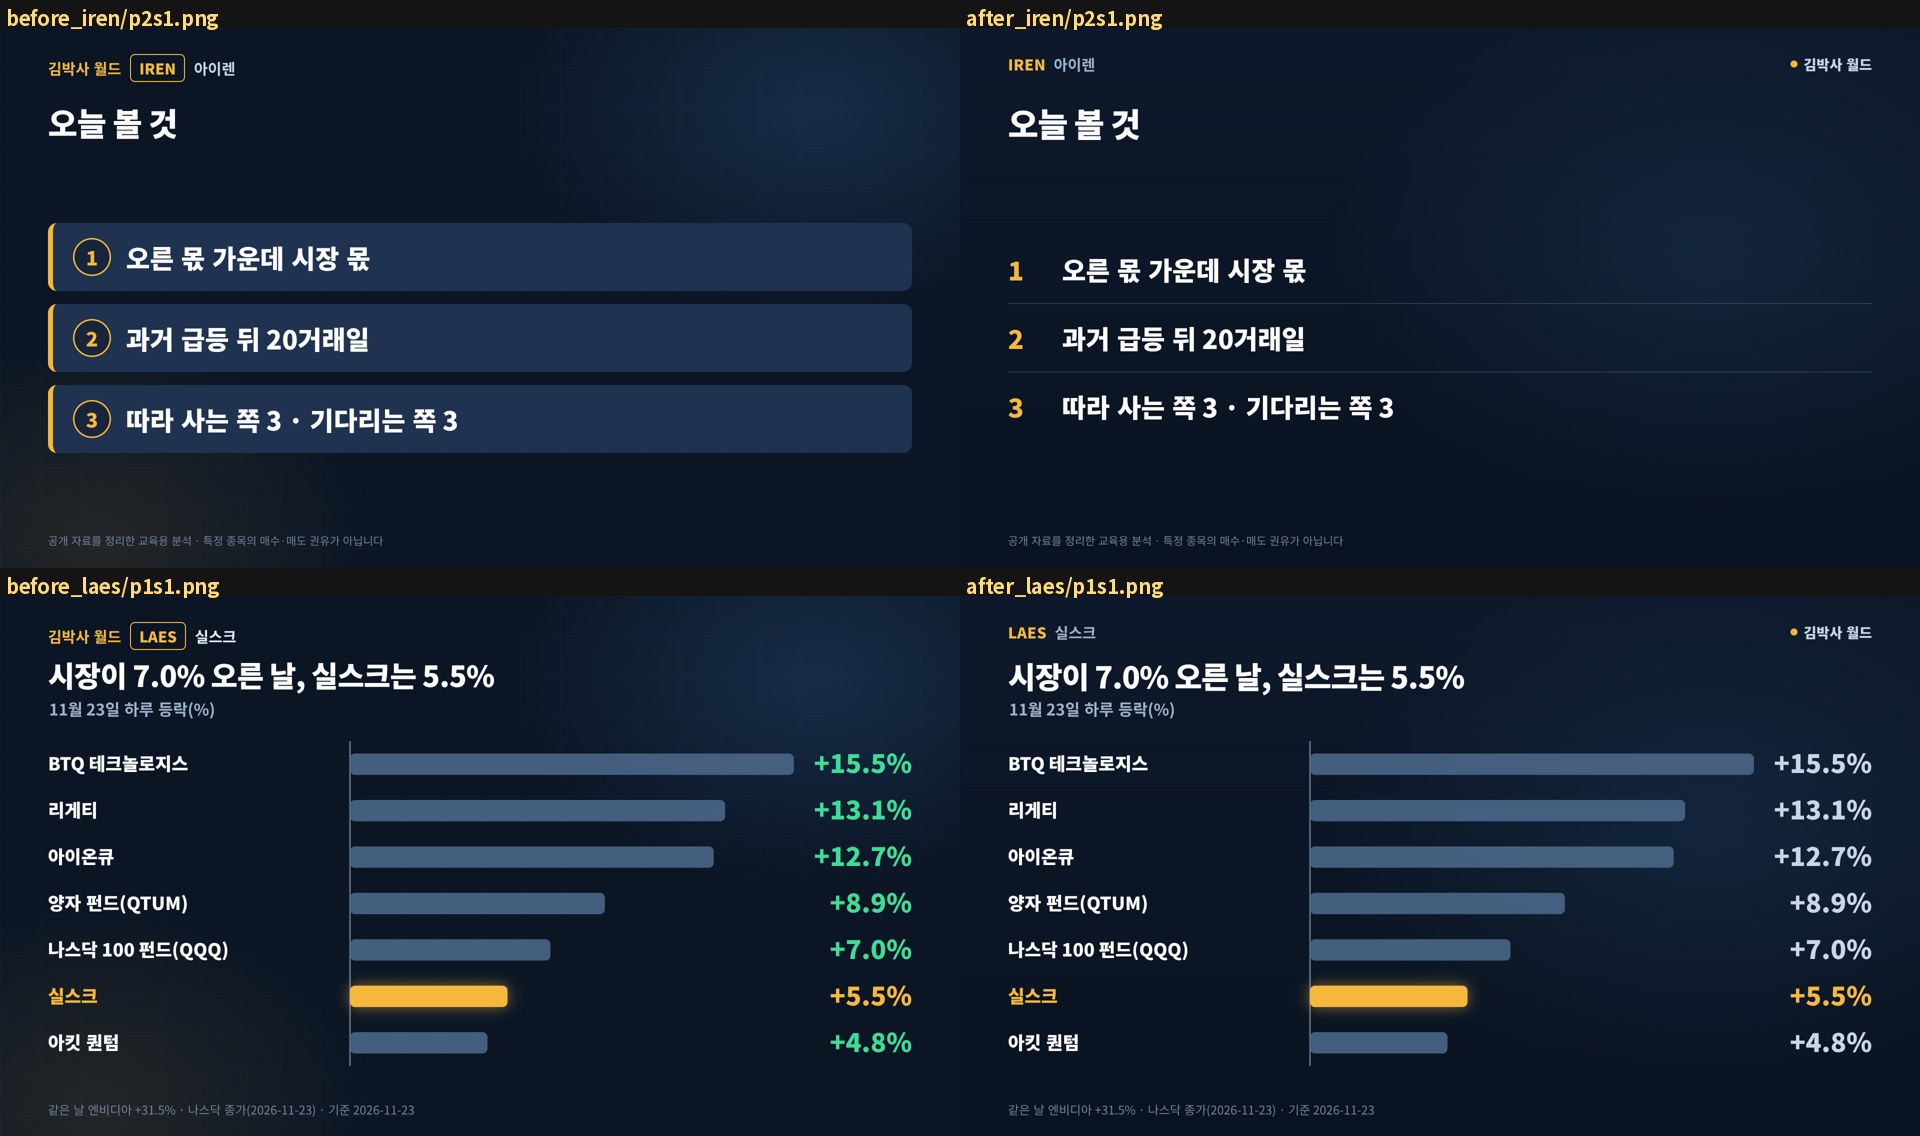 before_iren/p2s1.png
김박사 월드 IREN 아이렌
오늘 볼 것
1 오른 몫 가운데 시장 몫
2 과거 급등 뒤 20거래일
3 따라 사는 쪽 3 · 기다리는 쪽 3
공개 자료를 정리한 교육용 분석 · 특정 종목의 매수·매도 권유가 아닙니다
after_iren/p2s1.png
IREN 아이렌
김박사 월드
오늘 볼 것
1 오른 몫 가운데 시장 몫
2 과거 급등 뒤 20거래일
3 따라 사는 쪽 3 · 기다리는 쪽 3
공개 자료를 정리한 교육용 분석 · 특정 종목의 매수·매도 권유가 아닙니다
before_laes/p1s1.png
김박사 월드 LAES 실스크
시장이 7.0% 오른 날, 실스크는 5.5%
11월 23일 하루 등락(%)
BTQ 테크놀로지스 +15.5%
리게티 +13.1%
아이온큐 +12.7%
양자 펀드(QTUM) +8.9%
나스닥 100 펀드(QQQ) +7.0%
실스크 +5.5%
아킷 퀀텀 +4.8%
같은 날 엔비디아 +31.5% · 나스닥 종가(2026-11-23) · 기준 2026-11-23
after_laes/p1s1.png
LAES 실스크
김박사 월드
시장이 7.0% 오른 날, 실스크는 5.5%
11월 23일 하루 등락(%)
BTQ 테크놀로지스 +15.5%
리게티 +13.1%
아이온큐 +12.7%
양자 펀드(QTUM) +8.9%
나스닥 100 펀드(QQQ) +7.0%
실스크 +5.5%
아킷 퀀텀 +4.8%
같은 날 엔비디아 +31.5% · 나스닥 종가(2026-11-23) · 기준 2026-11-23